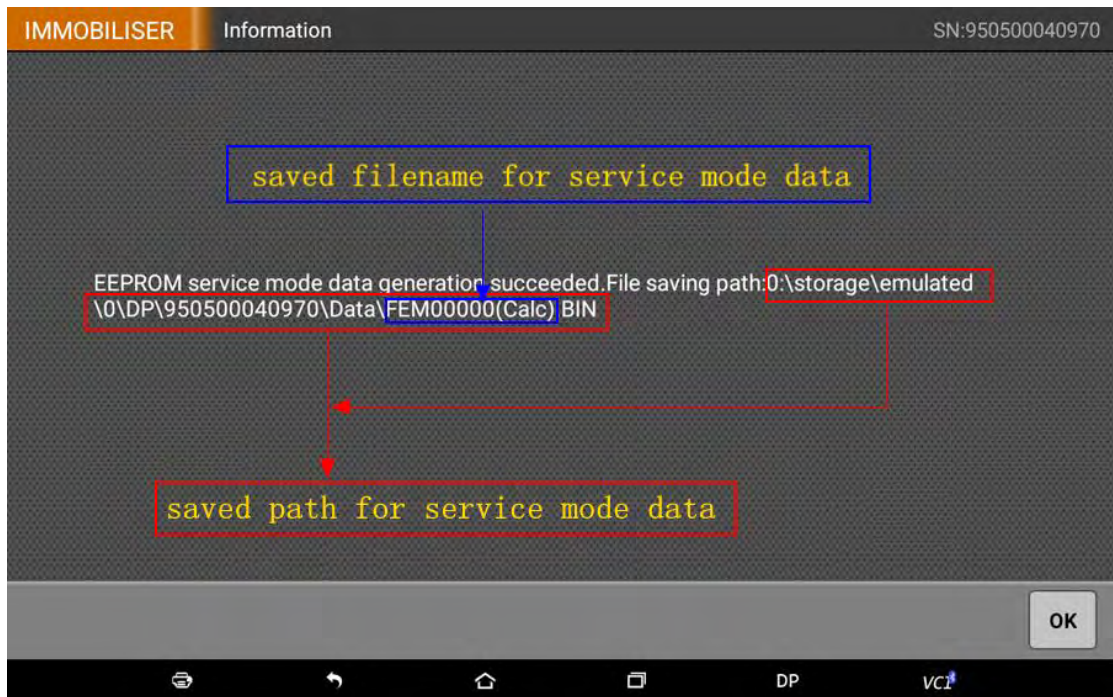 IMMOBILISER Information SN:950500040970
saved filename for service mode data
EEPROM service mode data generation succeeded.File saving path:0:\storage\emulated
\0\DP\950500040970\Data\FEM00000(Calc) BIN
saved path for service mode data
OK
DP VCI